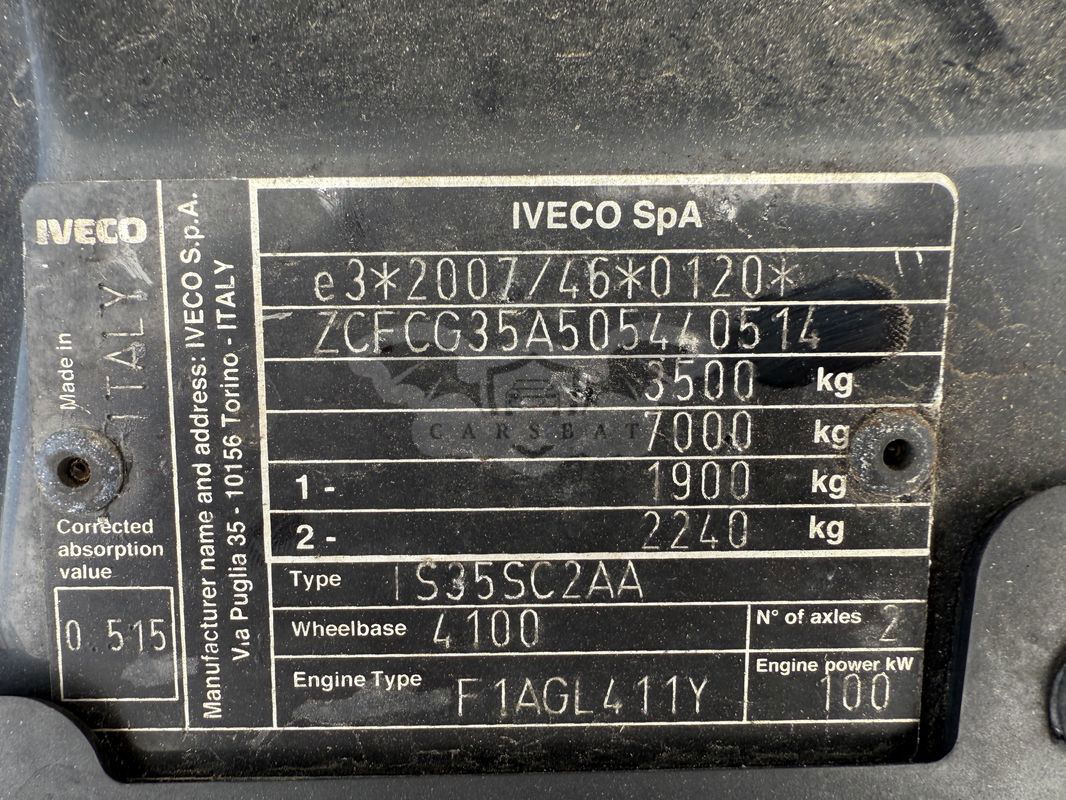 IVECO
Made in ITALY
Corrected
absorption
value
0.515
Manufacturer name and address: IVECO S.p.A.
Via Puglia 35 - 10156 Torino - ITALY
IVECO SpA
e3*2007/46*0120*
ZCFCG35A505440514
3500 kg
7000 kg
1- 1900 kg
2- 2240 kg
Type IS35SC2AA
Wheelbase 4100
N° of axles 2
Engine Type F1AGL411Y
Engine power kW
100
CARSBAT